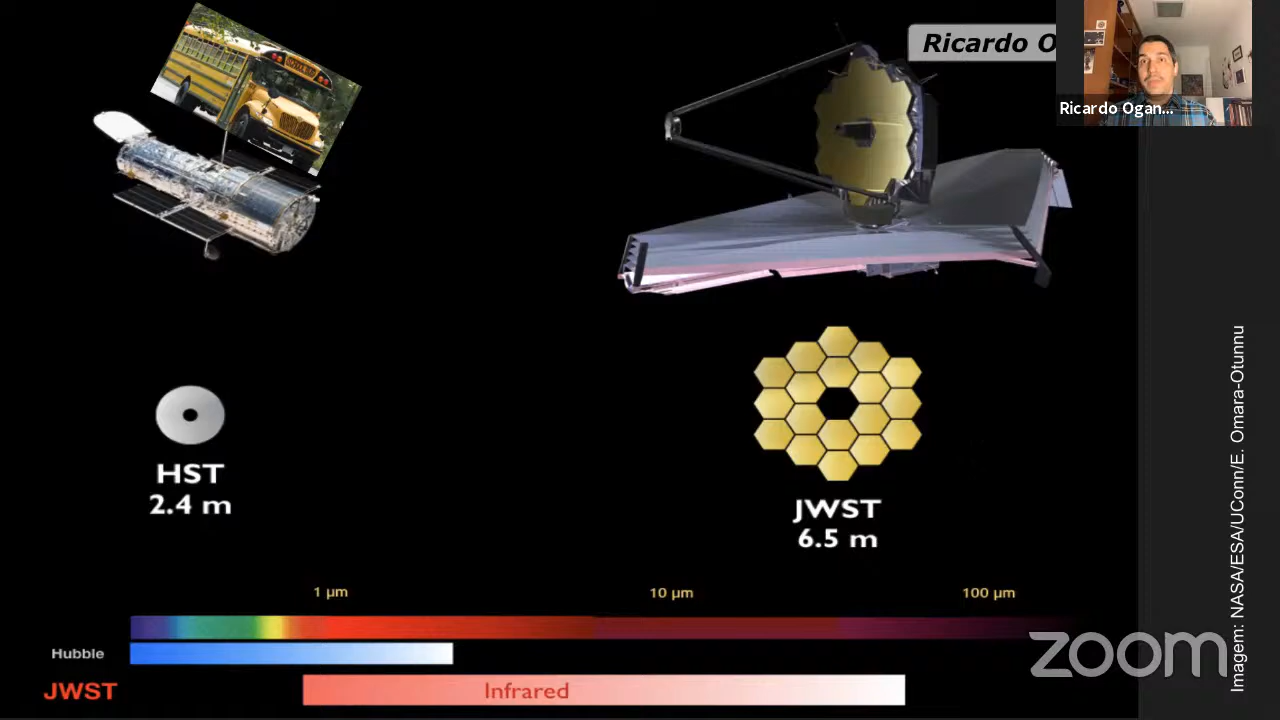 Ricardo O
Ricardo Ogan...
HST
2.4 m
JWST
6.5 m
1 µm
10 µm
100 µm
Hubble
JWST
Infrared
zoom
Imagem: NASA/ESA/UConn/E. Omara-Otunnu